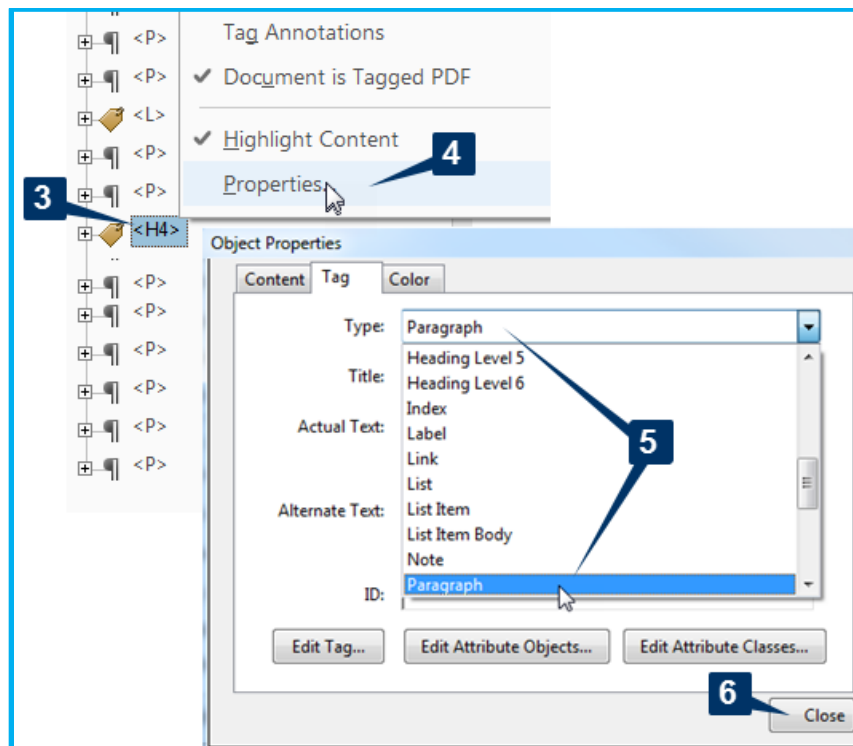 <P>
Tag Annotations
<P>
✔ Document is Tagged PDF
<L>
<P>
✔ Highlight Content
4
<P>
Properties...
3
<H4>
Object Properties
Content
Tag
Color
<P>
<P>
<P>
<P>
<P>
<P>
Type:
Paragraph
Heading Level 5
Title:
Heading Level 6
Index
Actual Text:
Label
Link
5
List
Alternate Text:
List Item
List Item Body
Note
Paragraph
ID:
Edit Tag...
Edit Attribute Objects...
Edit Attribute Classes...
6
Close